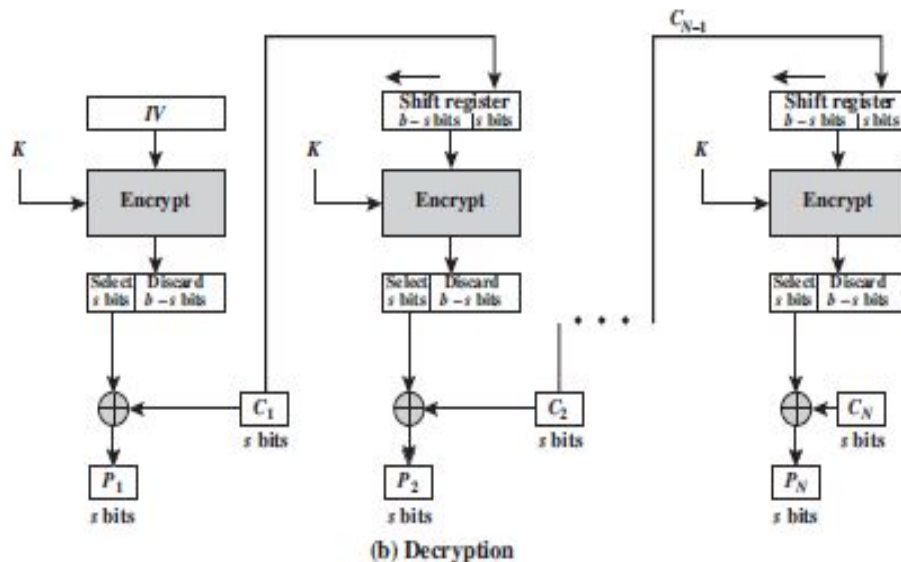 C_{N-1}
IV
Shift register
b – s bits s bits
Shift register
b – s bits s bits
K
K
K
Encrypt
Encrypt
Encrypt
Select Discard
s bits b – s bits
Select Discard
s bits b – s bits
Select Discard
s bits b – s bits
• • •
C_1
s bits
C_2
s bits
C_N
s bits
P_1
s bits
P_2
s bits
P_N
s bits
(b) Decryption